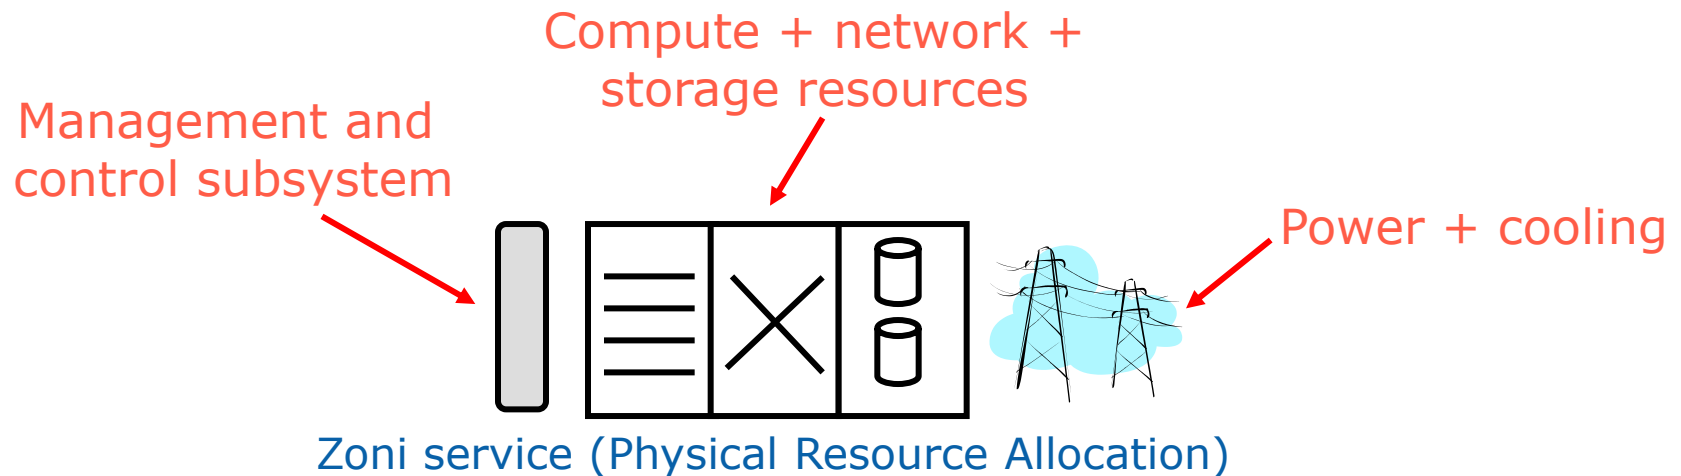 Compute + network +
storage resources
Management and
control subsystem
Power + cooling
Zoni service (Physical Resource Allocation)